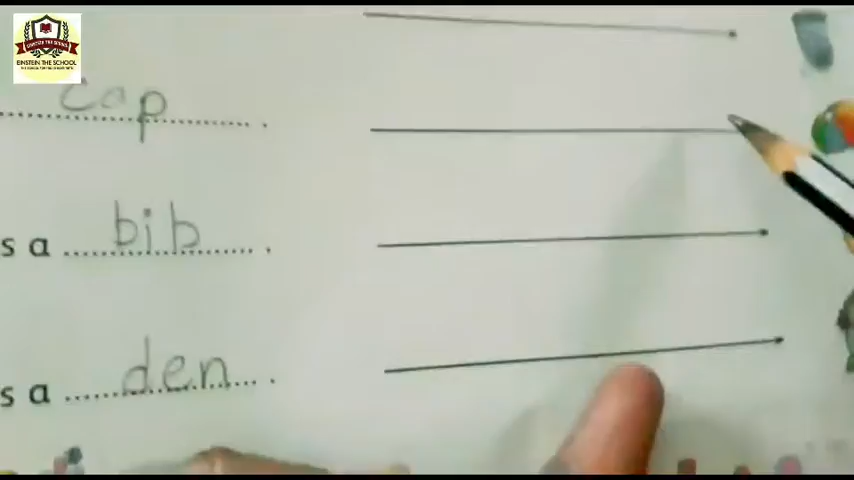 EINSTEIN THE SCHOOL
cap .
s a bib .
s a den .